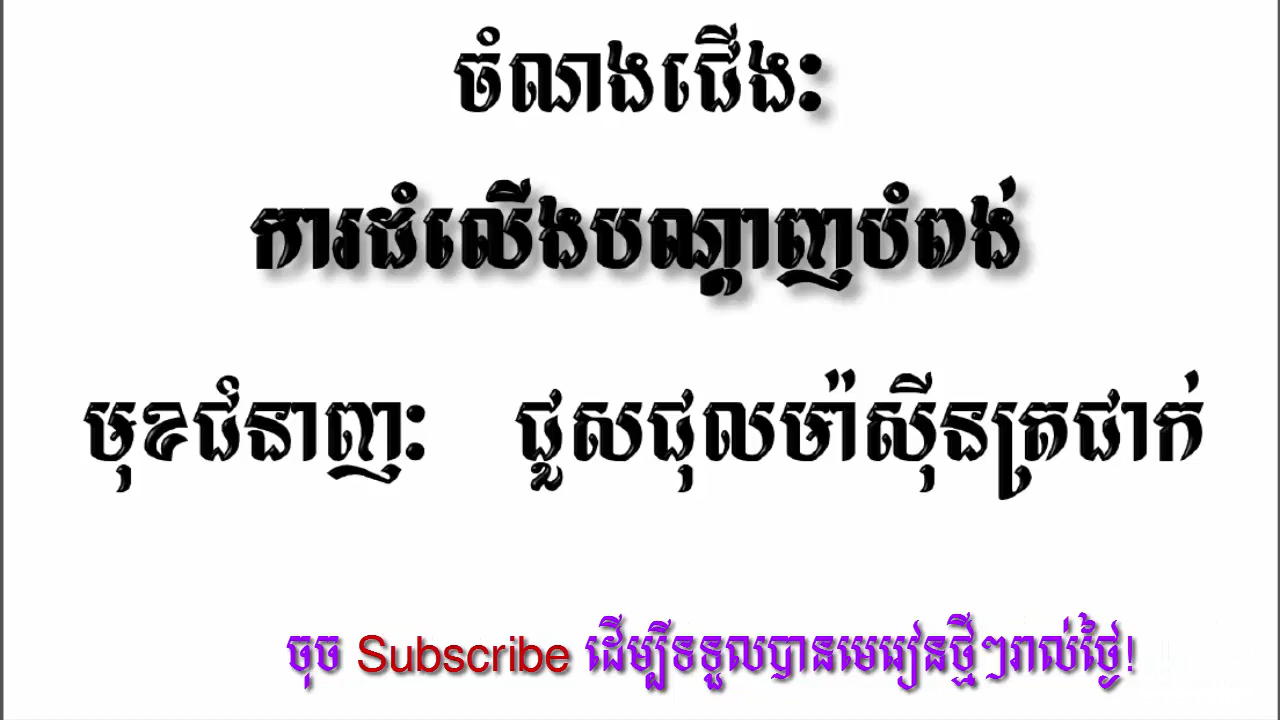 ចំណងជើងៈ
ការដំលើងបណ្តាញបំពង់
មុខជំនាញៈ ជួសជុលម៉ាស៊ីនត្រជាក់
ចុច Subscribe ដើម្បីទទួលបានមេរៀនថ្មីៗរាល់ថ្ងៃ!